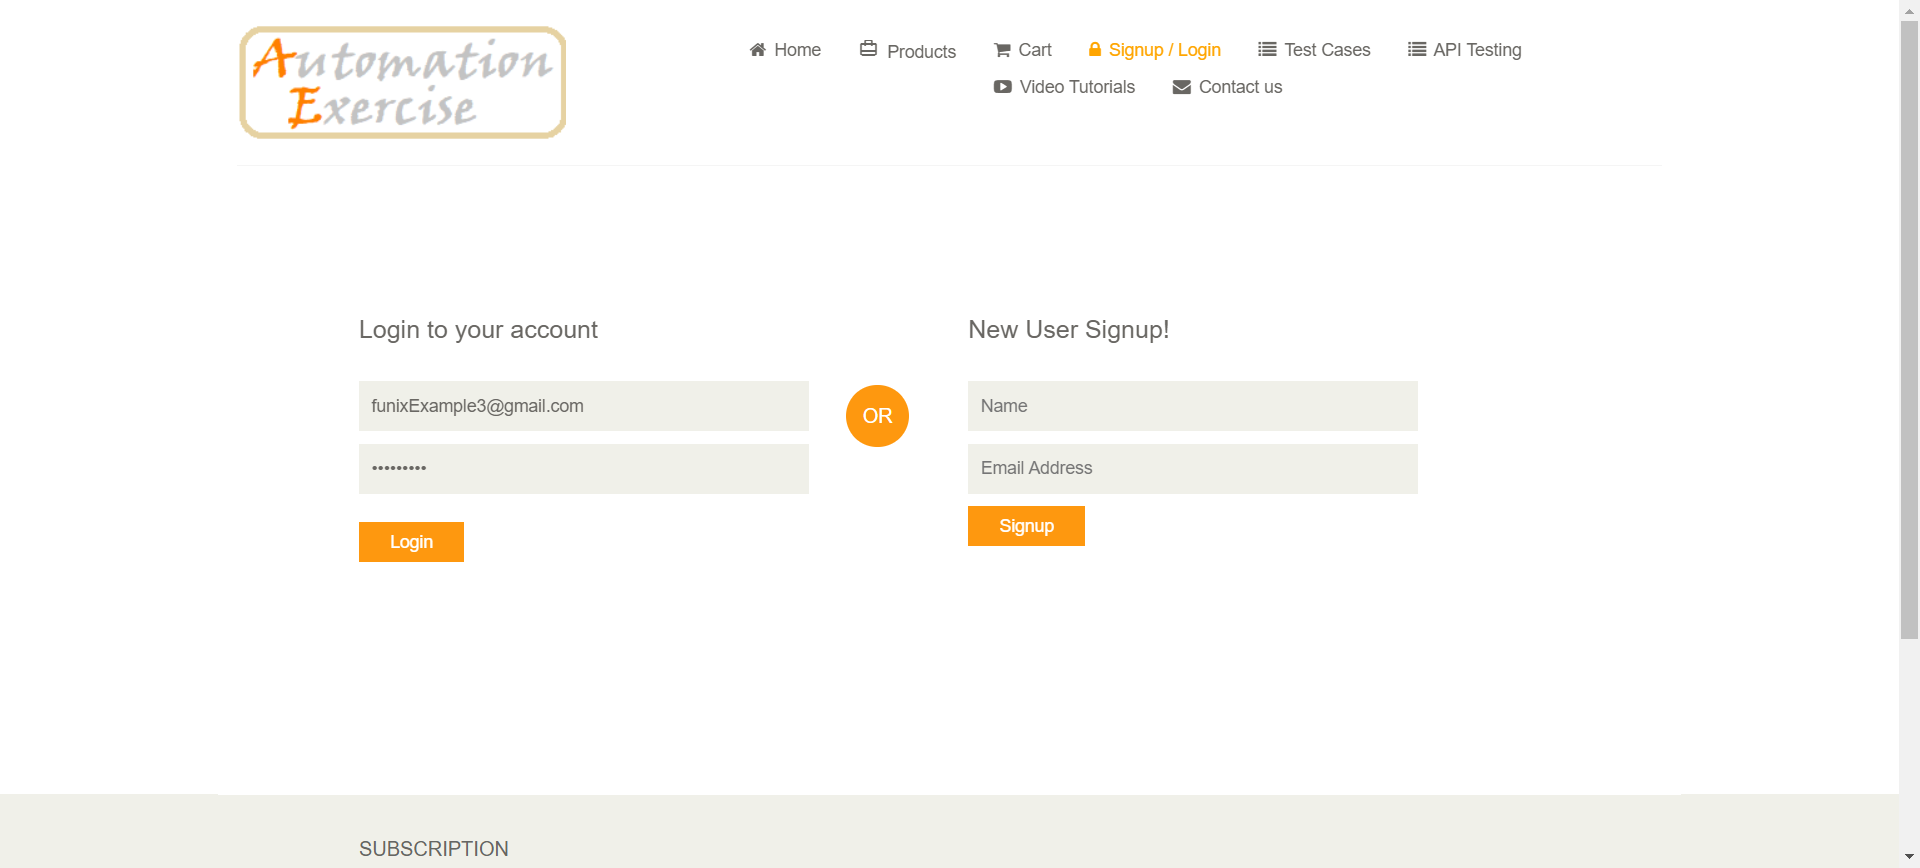 Automation
Exercise
Home
Products
Cart
Signup / Login
Test Cases
API Testing
Video Tutorials
Contact us
Login to your account
New User Signup!
funixExample3@gmail.com
•••••••••
Login
OR
Name
Email Address
Signup
SUBSCRIPTION